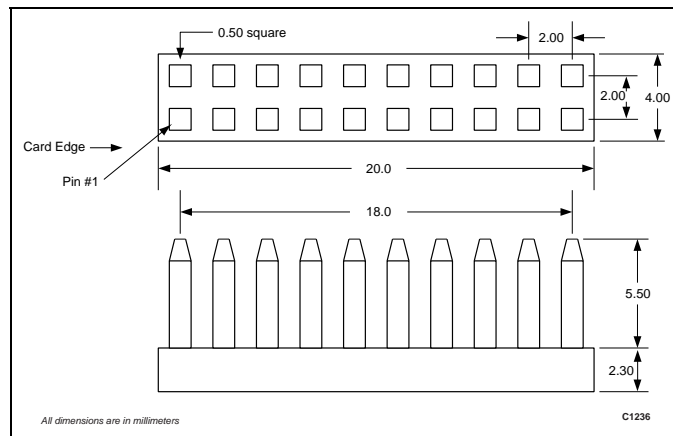 0.50 square
2.00
2.00
4.00
Card Edge
Pin #1
20.0
18.0
5.50
2.30
All dimensions are in millimeters
C1236